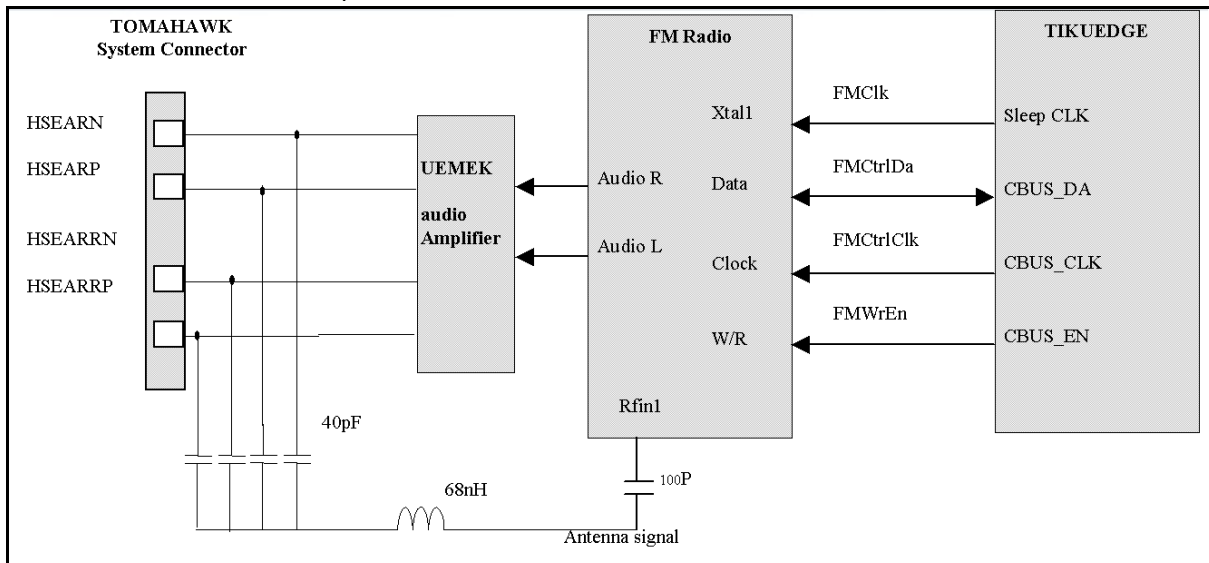 TOMAHAWK
System Connector
HSEARN
HSEARP
HSEARRN
HSEARRP
UEMEK
audio
Amplifier
FM Radio
Xtal1
Audio R
Data
Audio L
Clock
W/R
Rfin1
FMClk
FMCtrlDa
FMCtrlClk
FMWrEn
TIKUEDGE
Sleep CLK
CBUS_DA
CBUS_CLK
CBUS_EN
40pF
68nH
100P
Antenna signal